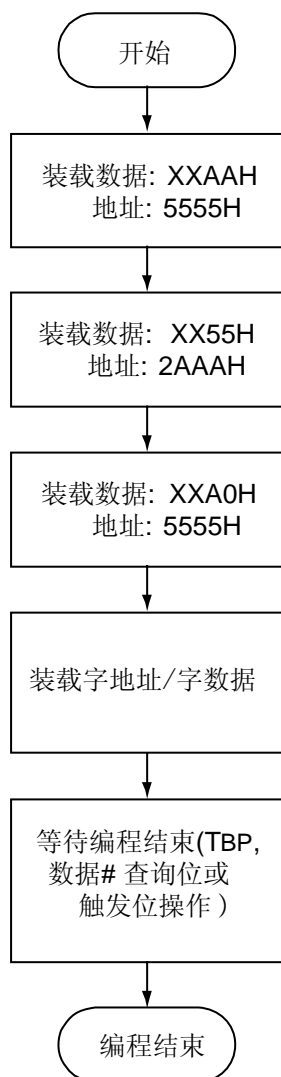 开始
装载数据: XXAAH
地址: 5555H
装载数据: XX55H
地址: 2AAAH
装载数据: XXA0H
地址: 5555H
装载字地址/字数据
等待编程结束(TBP,
数据# 查询位或
触发位操作）
编程结束